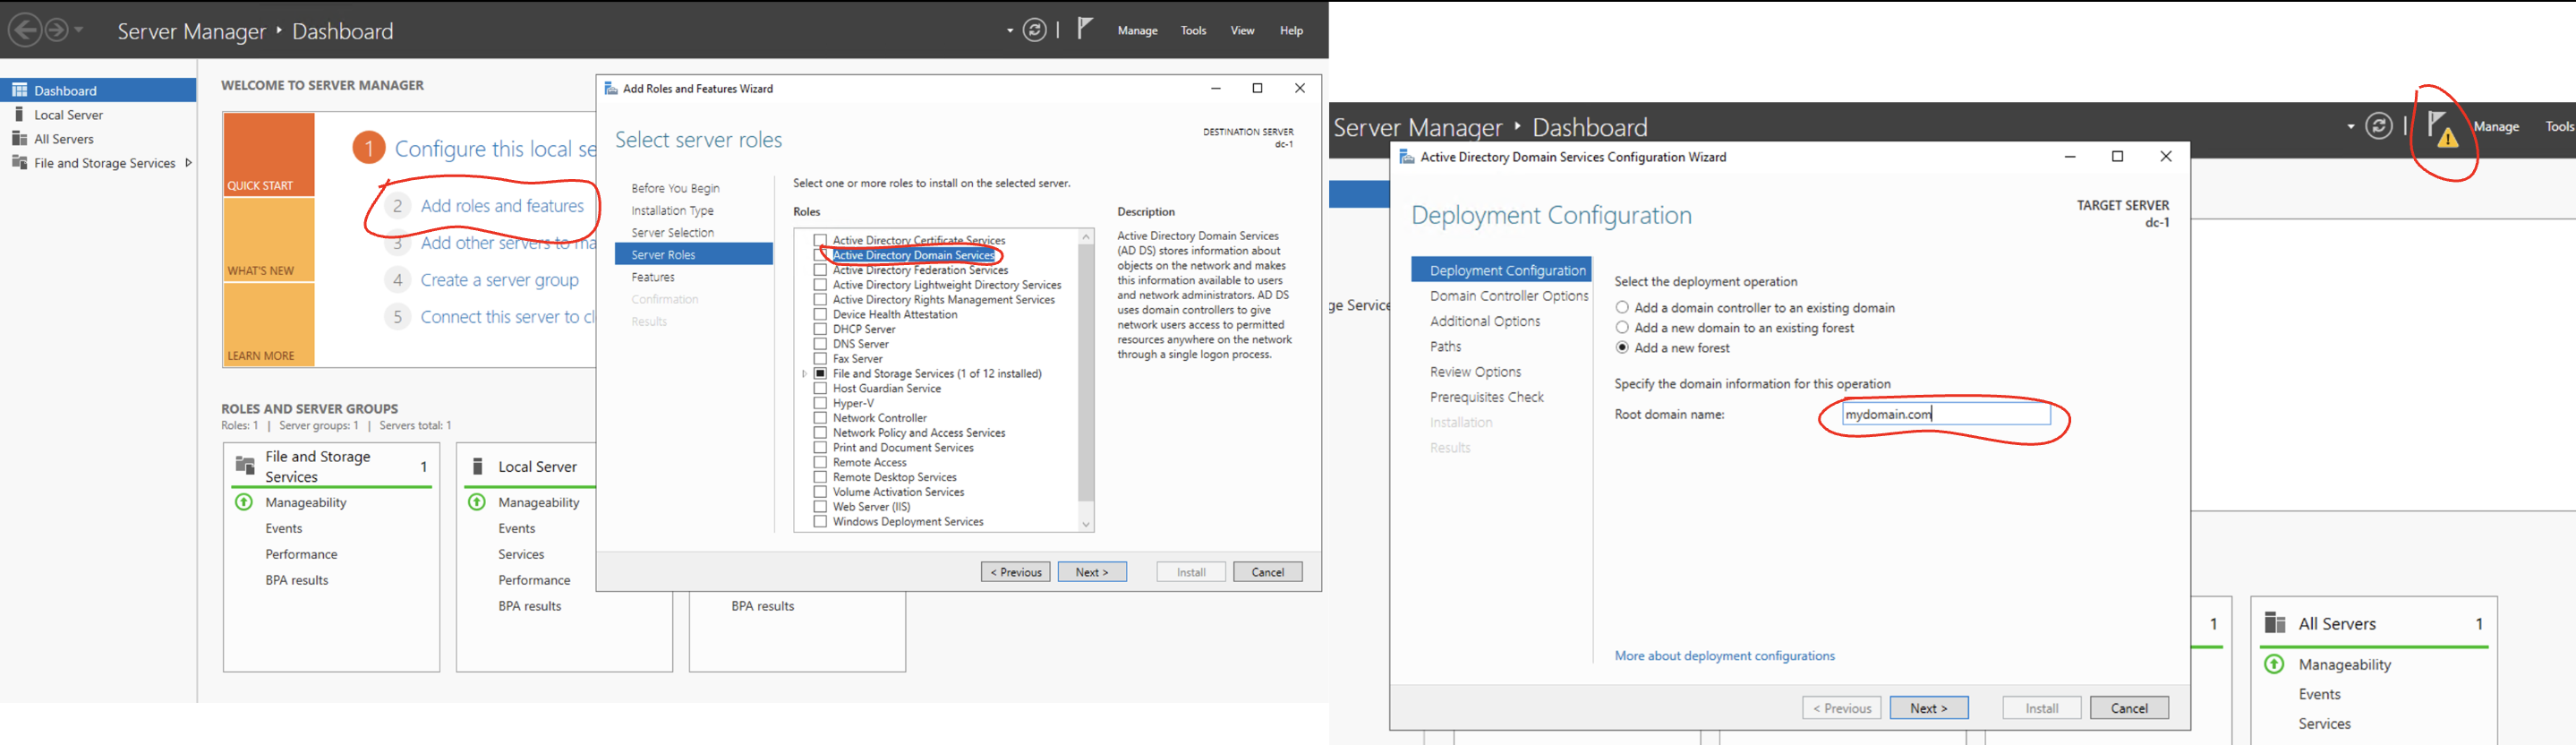 Server Manager ‣ Dashboard
Manage Tools View Help
Dashboard
Local Server
All Servers
File and Storage Services
WELCOME TO SERVER MANAGER
QUICK START
WHAT'S NEW
LEARN MORE
1 Configure this local se
2 Add roles and features
3 Add other servers to ma
4 Create a server group
5 Connect this server to cl
ROLES AND SERVER GROUPS
Roles: 1 | Server groups: 1 | Servers total: 1
File and Storage Services 1
Manageability
Events
Performance
BPA results
Local Server
Manageability
Events
Services
Performance
BPA results
BPA results
Add Roles and Features Wizard
Select server roles
DESTINATION SERVER
dc-1
Before You Begin
Installation Type
Server Selection
Server Roles
Features
Confirmation
Results
Select one or more roles to install on the selected server.
Roles
Active Directory Certificate Services
Active Directory Domain Services
Active Directory Federation Services
Active Directory Lightweight Directory Services
Active Directory Rights Management Services
Device Health Attestation
DHCP Server
DNS Server
Fax Server
File and Storage Services (1 of 12 installed)
Host Guardian Service
Hyper-V
Network Controller
Network Policy and Access Services
Print and Document Services
Remote Access
Remote Desktop Services
Volume Activation Services
Web Server (IIS)
Windows Deployment Services
Description
Active Directory Domain Services
(AD DS) stores information about
objects on the network and makes
this information available to users
and network administrators. AD DS
uses domain controllers to give
network users access to permitted
resources anywhere on the network
through a single logon process.
< Previous Next > Install Cancel
Server Manager ‣ Dashboard
Manage Tools
ge Service
Active Directory Domain Services Configuration Wizard
Deployment Configuration
TARGET SERVER
dc-1
Deployment Configuration
Domain Controller Options
Additional Options
Paths
Review Options
Prerequisites Check
Installation
Results
Select the deployment operation
Add a domain controller to an existing domain
Add a new domain to an existing forest
Add a new forest
Specify the domain information for this operation
Root domain name: mydomain.com
More about deployment configurations
< Previous Next > Install Cancel
1
All Servers 1
Manageability
Events
Services